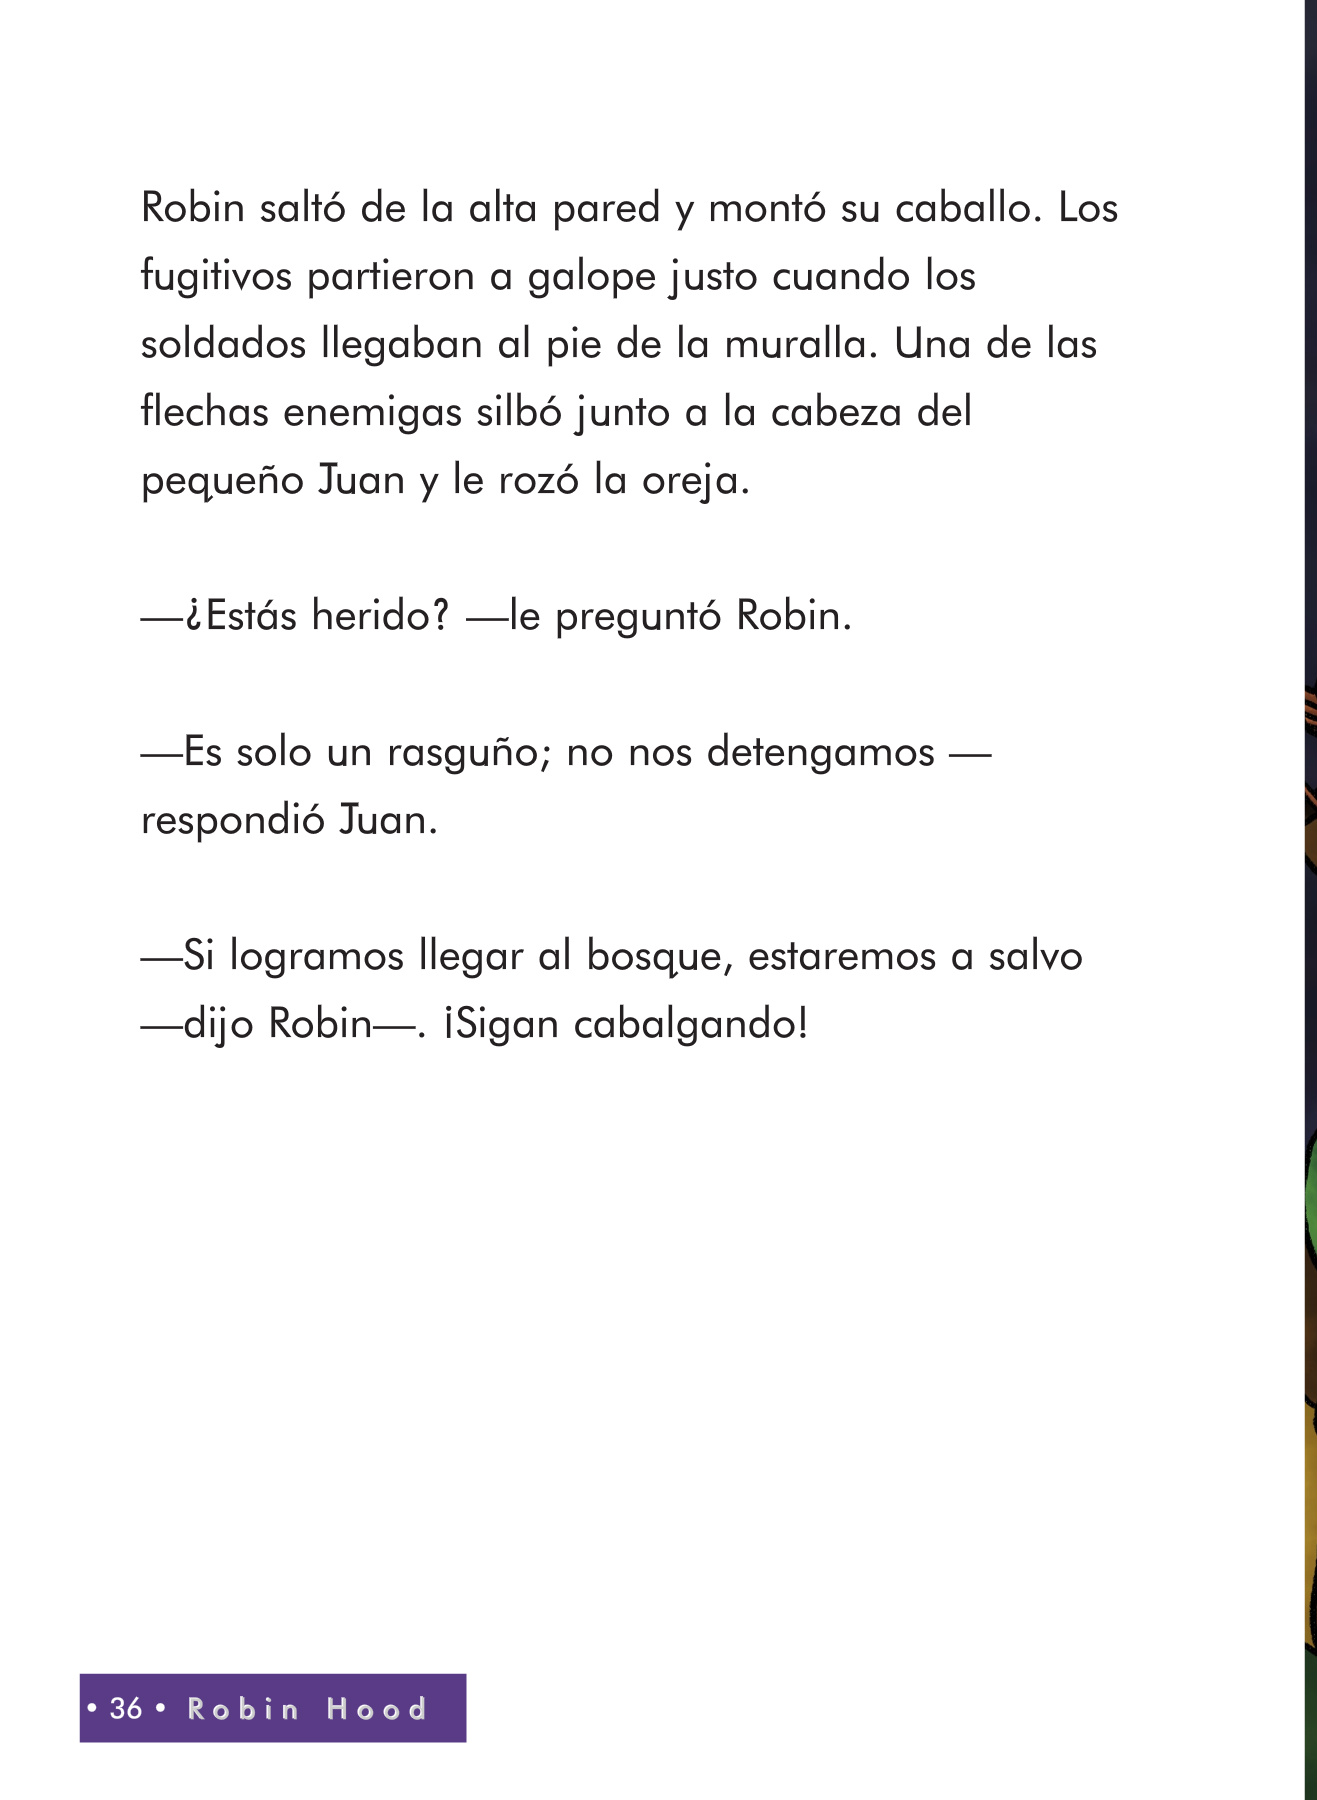 Robin saltó de la alta pared y montó su caballo. Los
fugitivos partieron a galope justo cuando los
soldados llegaban al pie de la muralla. Una de las
flechas enemigas silbó junto a la cabeza del
pequeño Juan y le rozó la oreja.
—¿Estás herido? —le preguntó Robin.
—Es solo un rasguño; no nos detengamos —
respondió Juan.
—Si logramos llegar al bosque, estaremos a salvo
—dijo Robin—. ¡Sigan cabalgando!
• 36 • Robin Hood